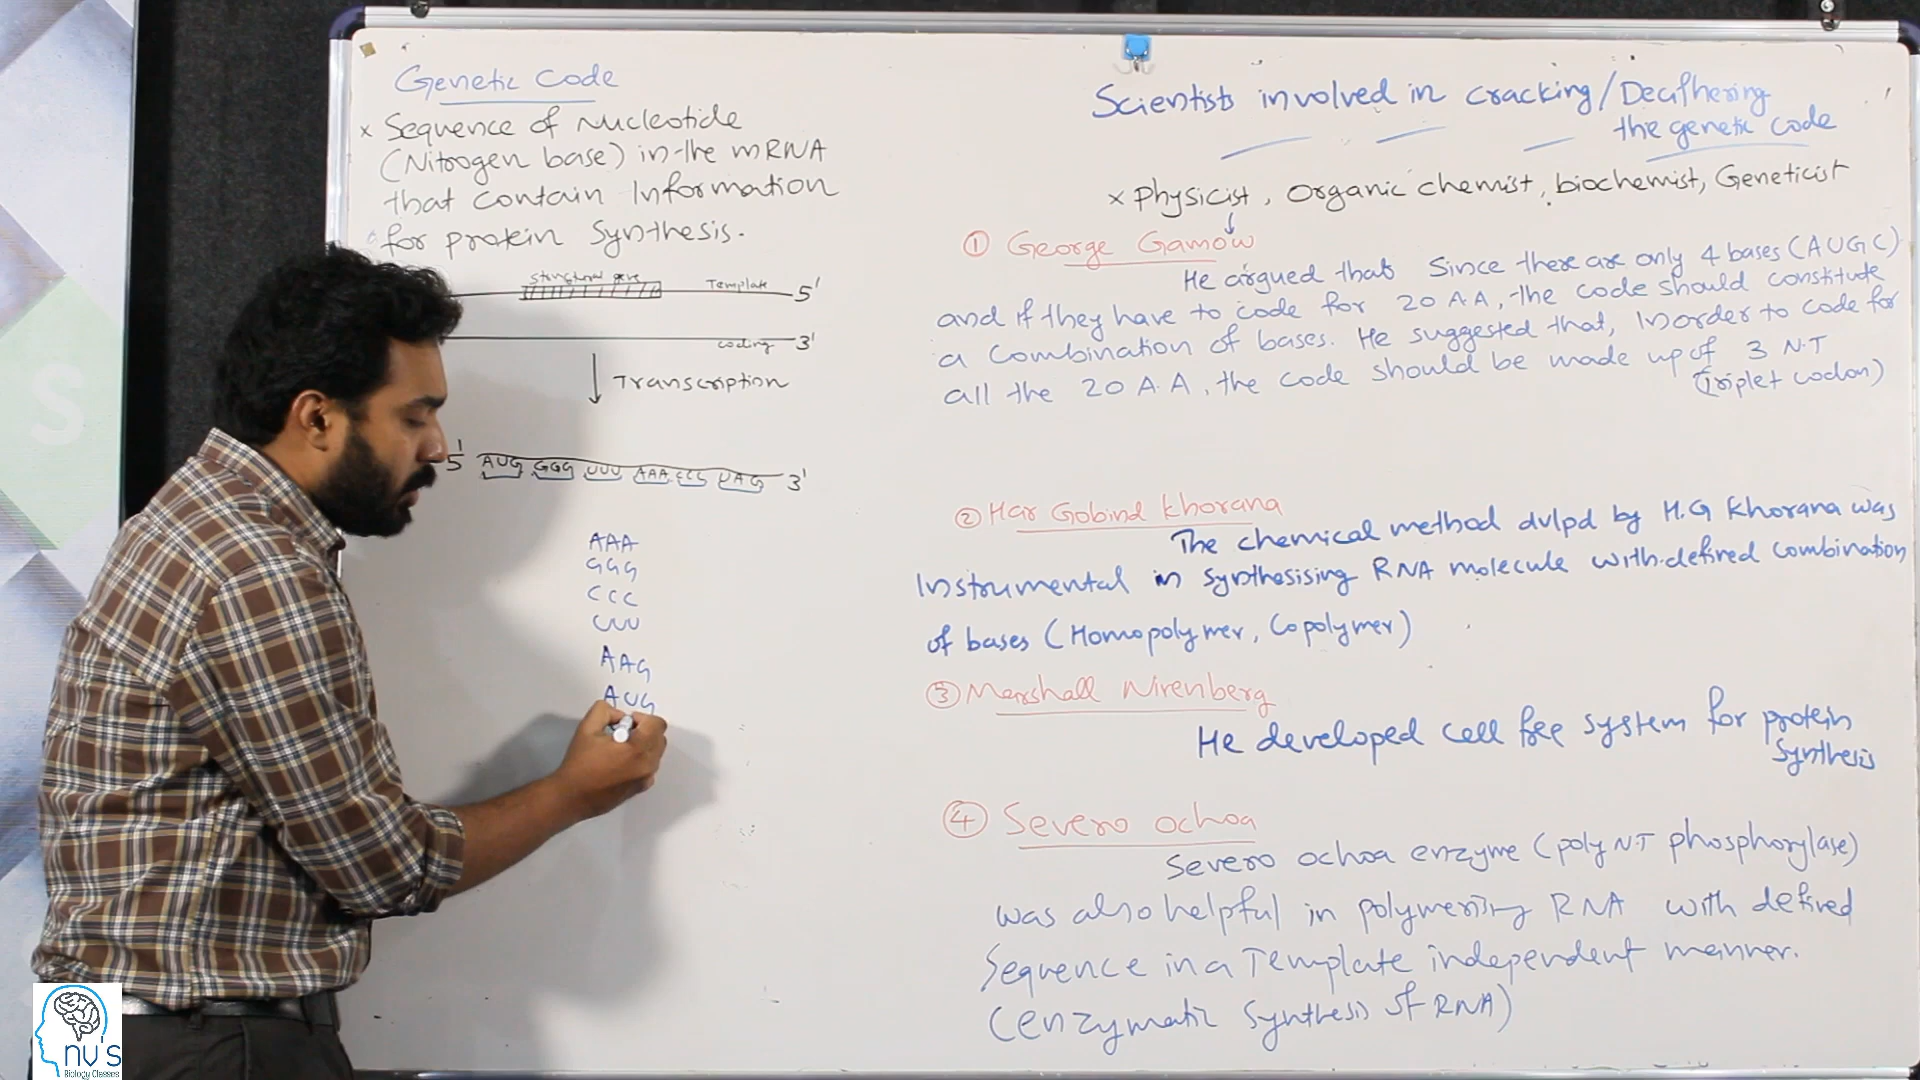 Genetic Code
x Sequence of Nucleotide
(Nitrogen base) in the mRNA
that contain Information
for protein Synthesis.
Structural gene
Template 5'
coding 3'
Transcription
5' AUG GGG UUU AAA CCC UAG 3'
AAA
GGG
CCC
UUU
AAG
AUG
Scientists involved in cracking/Decifhering
the genetic code
x Physicist, Organic chemist, biochemist, Geneticist
① George Gamow
He argued that Since there are only 4 bases (AUGC)
and if they have to code for 20 A.A, the code should constitute
a combination of bases. He suggested that, Inorder to code for
all the 20 A.A, the code should be made up of 3 N.T
(triplet codon)
② Har Gobind khorana
The chemical method dvlpd by H.G Khorana was
Instrumental in synthesising RNA molecule with defined combination
of bases (Homopolymer, Copolymer)
③ Marshall Nirenberg
He developed cell free system for protein
Synthesis
④ Severo ochoa
Severo ochoa enzyme (poly N.T phosphorylase)
was also helpful in polymerising RNA with defined
Sequence in a Template independent manner.
(enzymatic Synthesis of RNA)
S
nv's
Biology Classes